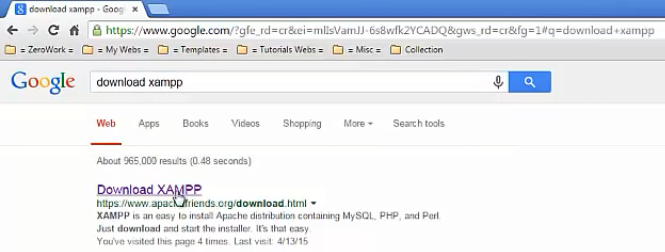 download xampp - Goog
https://www.google.com/?gfe_rd=cr&ei=mlIsVamJJ-6s8wfk2YCADQ&gws_rd=cr&fg=1#q=download+xampp
= ZeroWork = = My Webs = = Templates = = Tutorials Webs = = Misc = Collection
Google download xampp
Web Apps Books Videos Shopping More Search tools
About 965,000 results (0.48 seconds)
Download XAMPP
https://www.apachefriends.org/download.html
XAMPP is an easy to install Apache distribution containing MySQL, PHP, and Perl.
Just download and start the installer. It's that easy.
You've visited this page 4 times. Last visit: 4/13/15